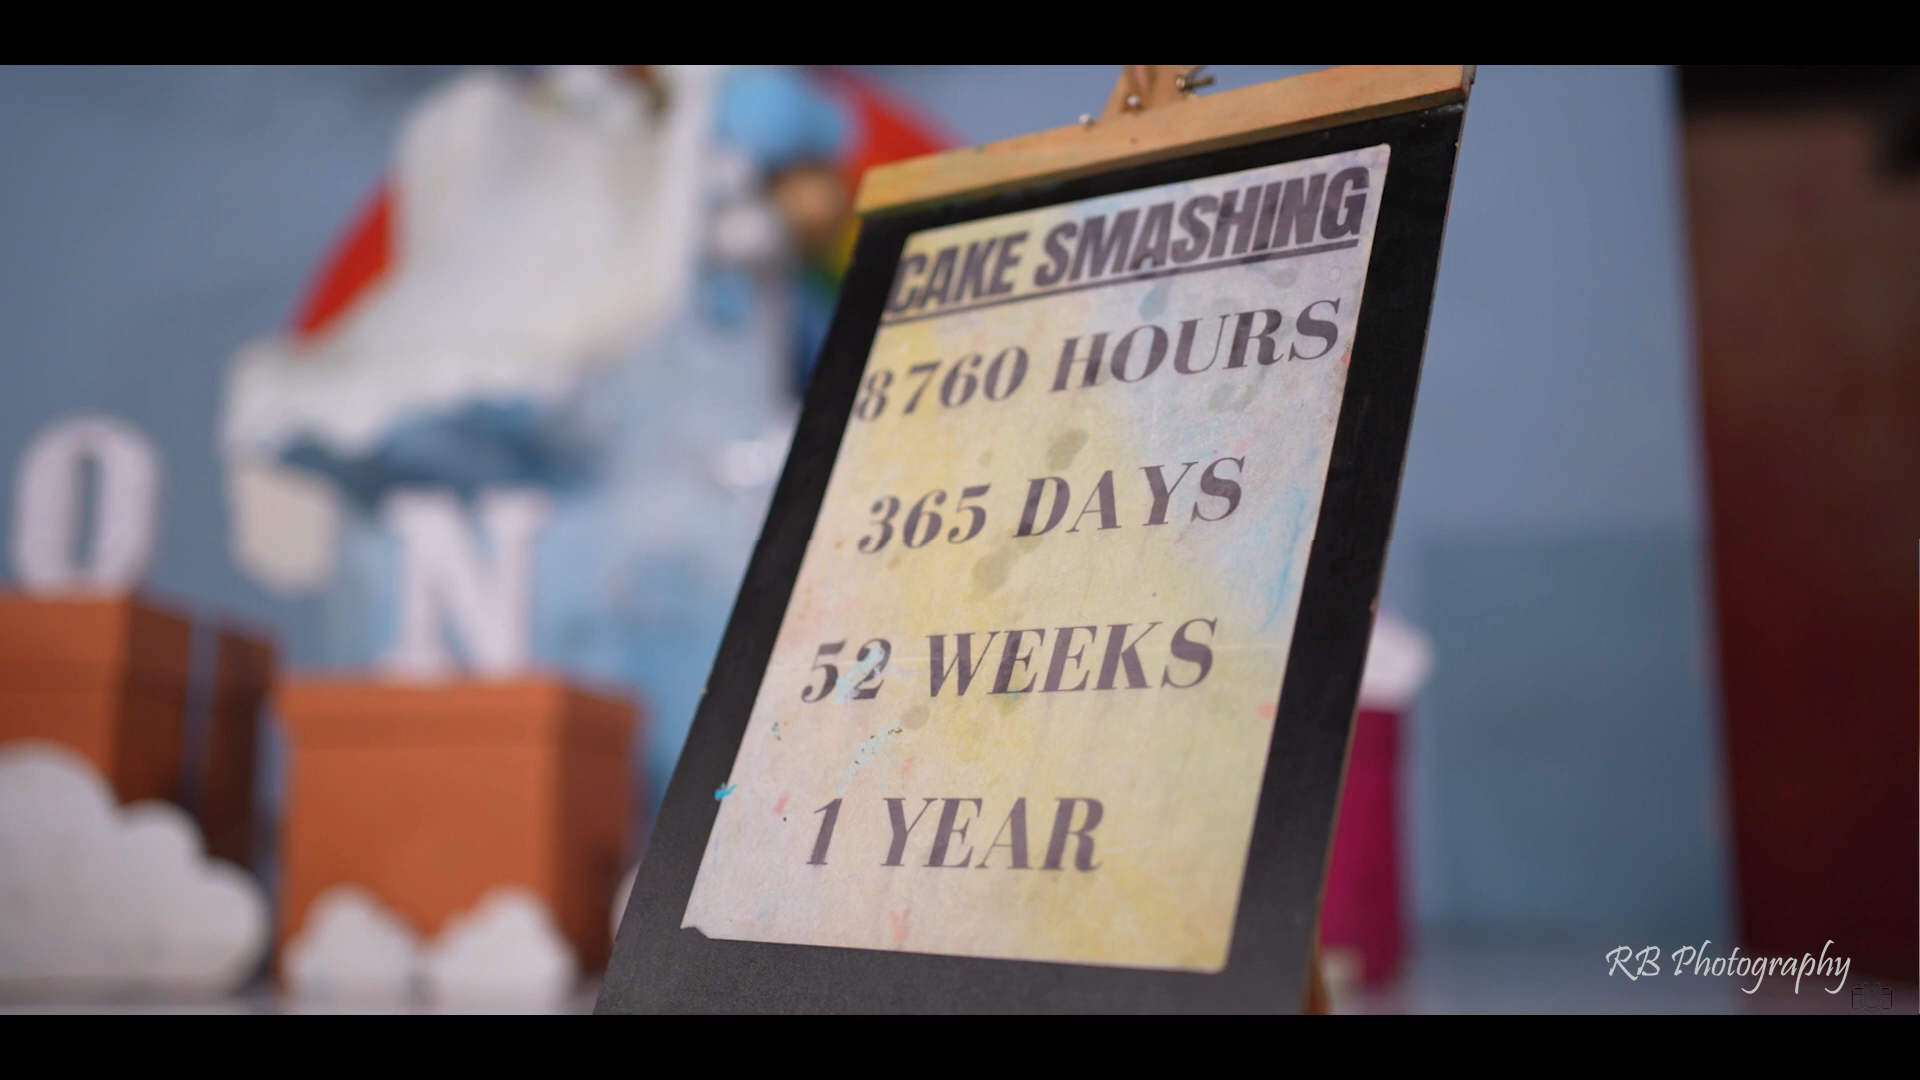 CAKE SMASHING
8760 HOURS
365 DAYS
52 WEEKS
1 YEAR
O N
RB Photography